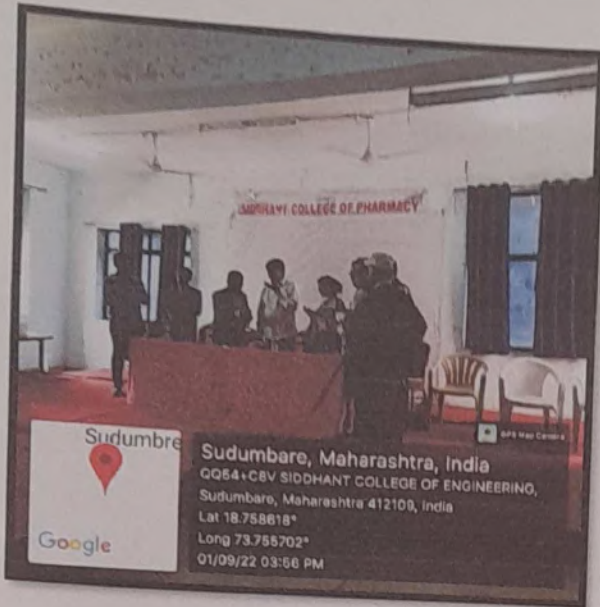 SIDDHANT COLLEGE OF PHARMACY
GPS Map Camera
Sudumbre
Google
Sudumbare, Maharashtra, India
QQ54+C8V SIDDHANT COLLEGE OF ENGINEERING,
Sudumbare, Maharashtra 412109, India
Lat 18.758618°
Long 73.755702°
01/09/22 03:56 PM